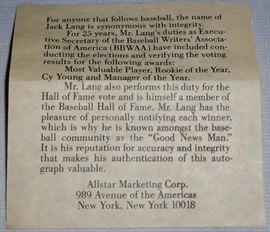 For anyone that follows baseball, the name of
Jack Lang is synonymous with integrity.
For 25 years, Mr. Lang's duties as Execu-
tive Secretary of the Baseball Writers' Associa-
tion of America (BBWAA) have included con-
ducting the elections and verifying the voting
results for the following awards:
Most Valuable Player, Rookie of the Year,
Cy Young and Manager of the Year.
Mr. Lang also performs this duty for the
Hall of Fame vote and is himself a member of
the Baseball Hall of Fame. Mr. Lang has the
pleasure of personally notifying each winner,
which is why he is known amongst the base-
ball community as the "Good News Man."
It is his reputation for accuracy and integrity
that makes his authentication of this auto-
graph valuable.
Allstar Marketing Corp.
989 Avenue of the Americas
New York, New York 10018